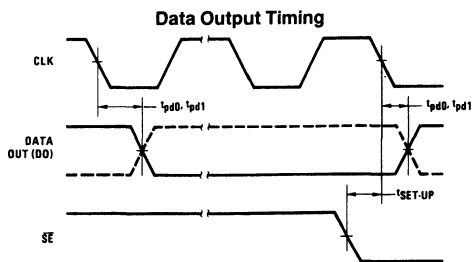 Data Output Timing
CLK
tpd0, tpd1
tpd0, tpd1
DATA
OUT (DO)
tSET-UP
SE